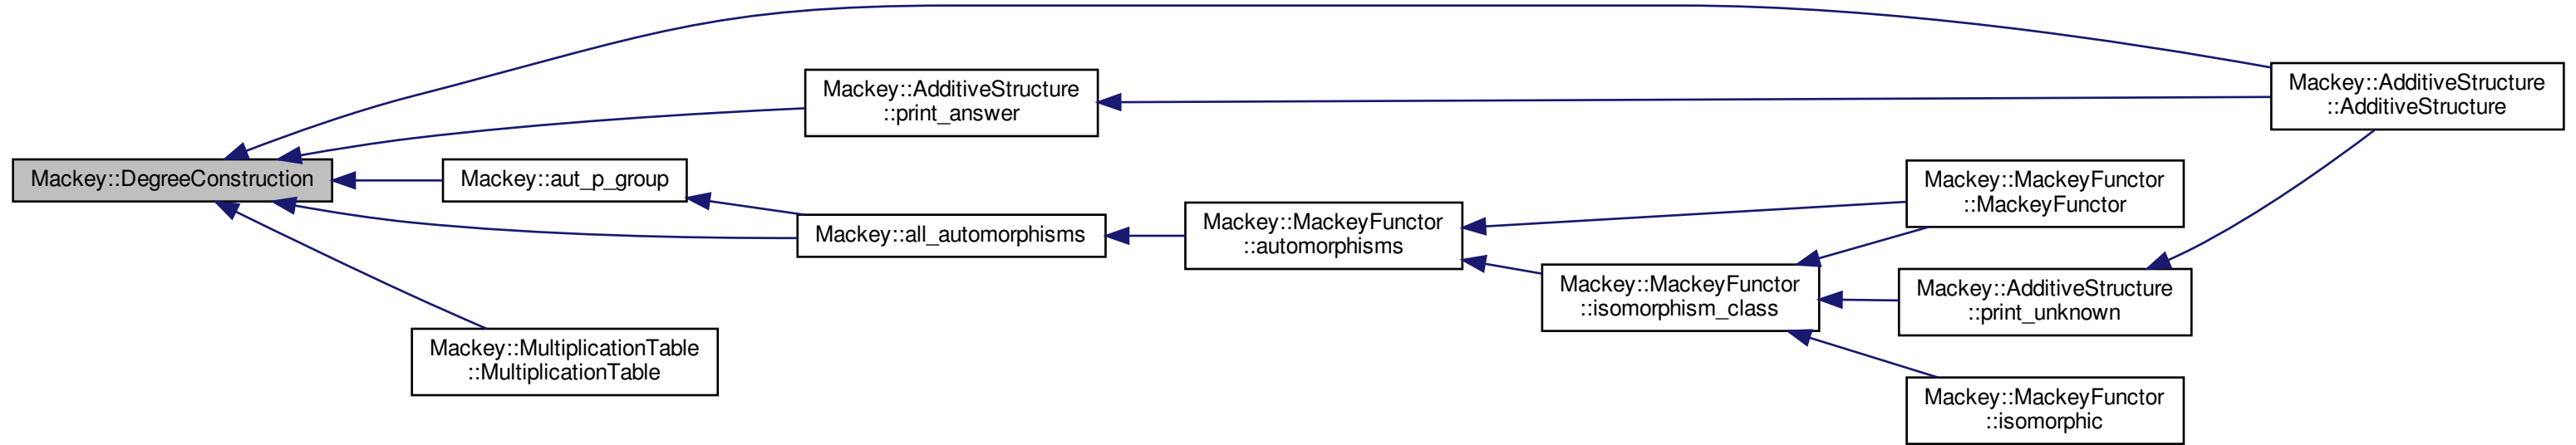 Mackey::DegreeConstruction
Mackey::AdditiveStructure
::print_answer
Mackey::AdditiveStructure
::AdditiveStructure
Mackey::aut_p_group
Mackey::all_automorphisms
Mackey::MackeyFunctor
::automorphisms
Mackey::MackeyFunctor
::MackeyFunctor
Mackey::MackeyFunctor
::isomorphism_class
Mackey::AdditiveStructure
::print_unknown
Mackey::MackeyFunctor
::isomorphic
Mackey::MultiplicationTable
::MultiplicationTable